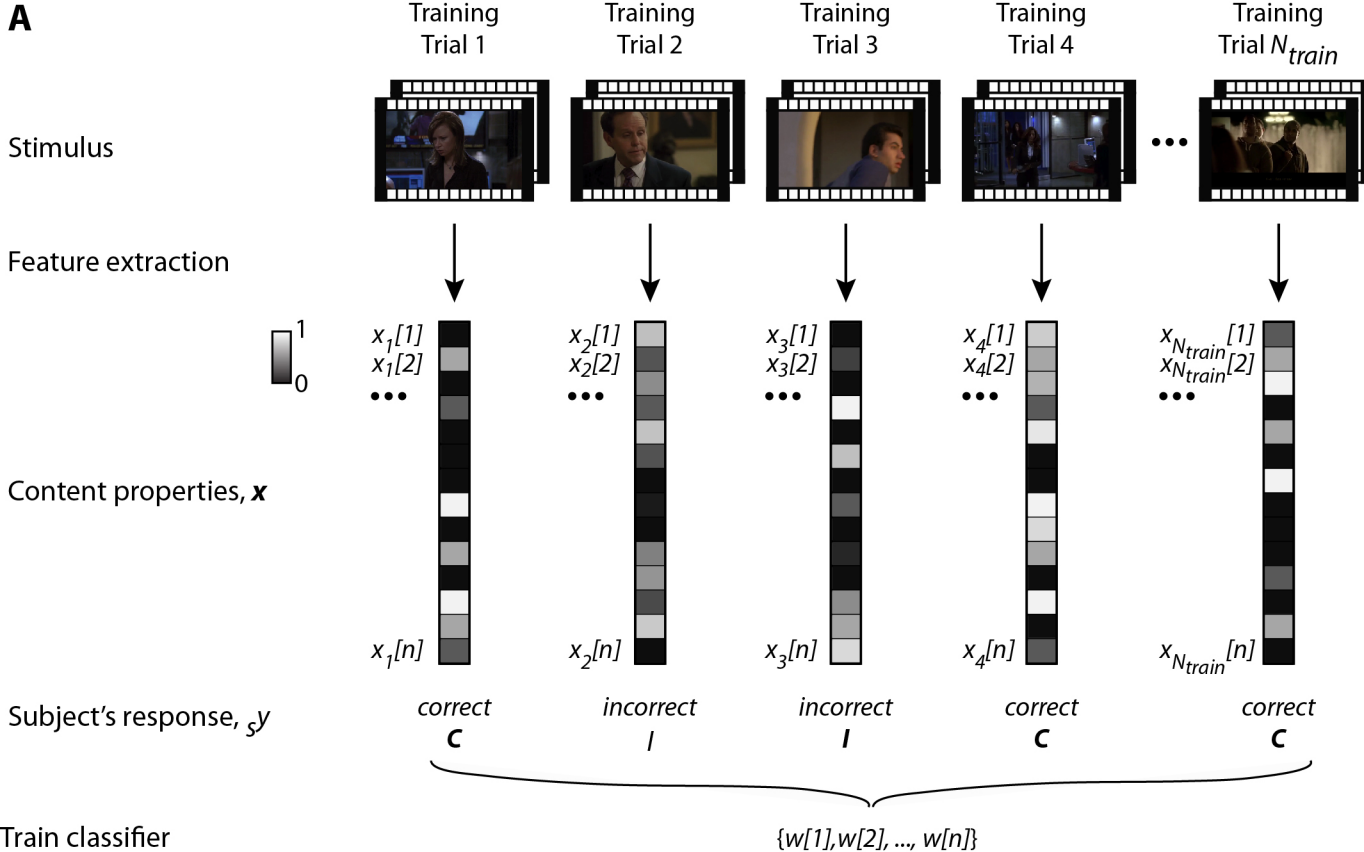 A
Training Trial 1
Training Trial 2
Training Trial 3
Training Trial 4
Training Trial N_train
Stimulus
•••
Feature extraction
1
0
x_1[1]
x_1[2]
•••
x_1[n]
x_2[1]
x_2[2]
•••
x_2[n]
x_3[1]
x_3[2]
•••
x_3[n]
x_4[1]
x_4[2]
•••
x_4[n]
x_N_train[1]
x_N_train[2]
•••
x_N_train[n]
Content properties, x
Subject's response, _Sy
correct
C
incorrect
I
incorrect
I
correct
C
correct
C
Train classifier
{w[1],w[2], ..., w[n]}